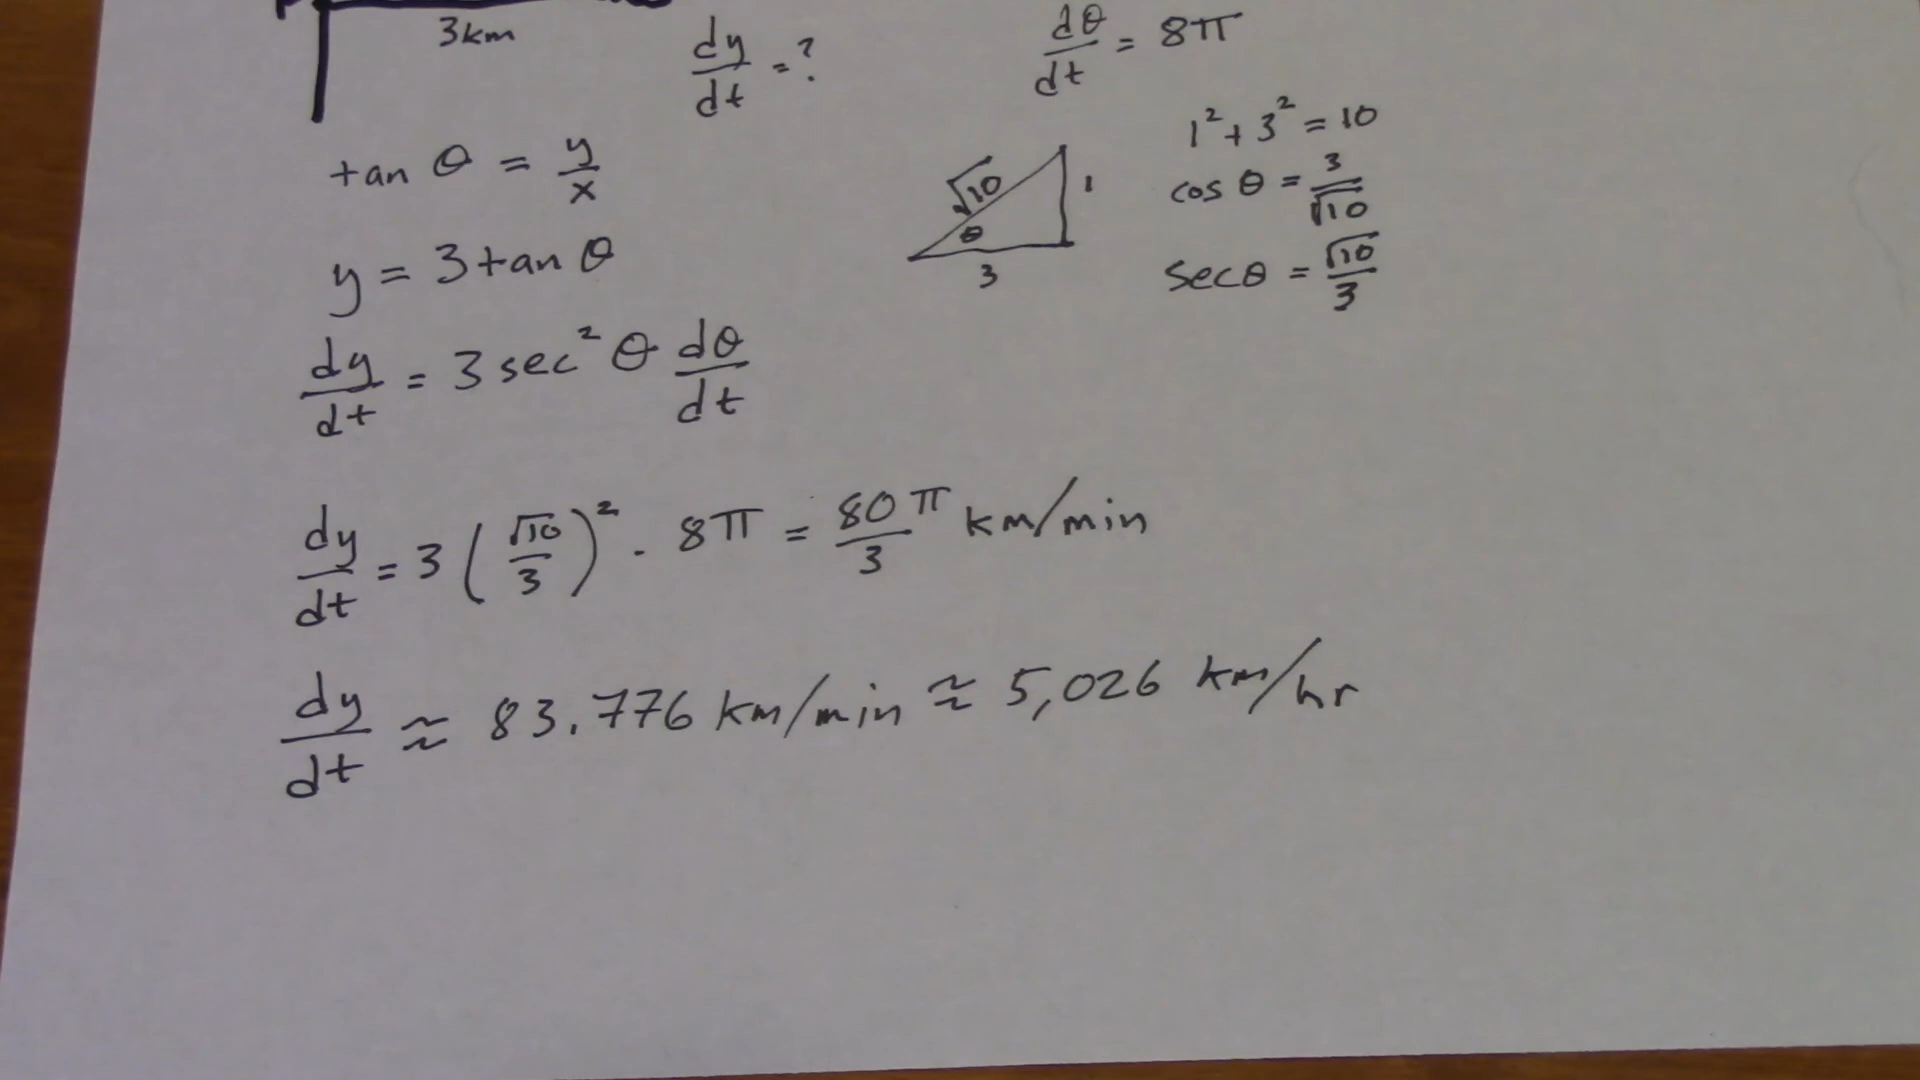 3km
dy/dt = ?
dθ/dt = 8π
tan θ = y/x
y = 3 tan θ
dy/dt = 3 sec² θ dθ/dt
√10
θ
1
3
1² + 3² = 10
cos θ = 3/√10
sec θ = √10/3
dy/dt = 3 (√10/3)² · 8π = 80π/3 km/min
dy/dt ≈ 83.776 km/min ≈ 5,026 km/hr